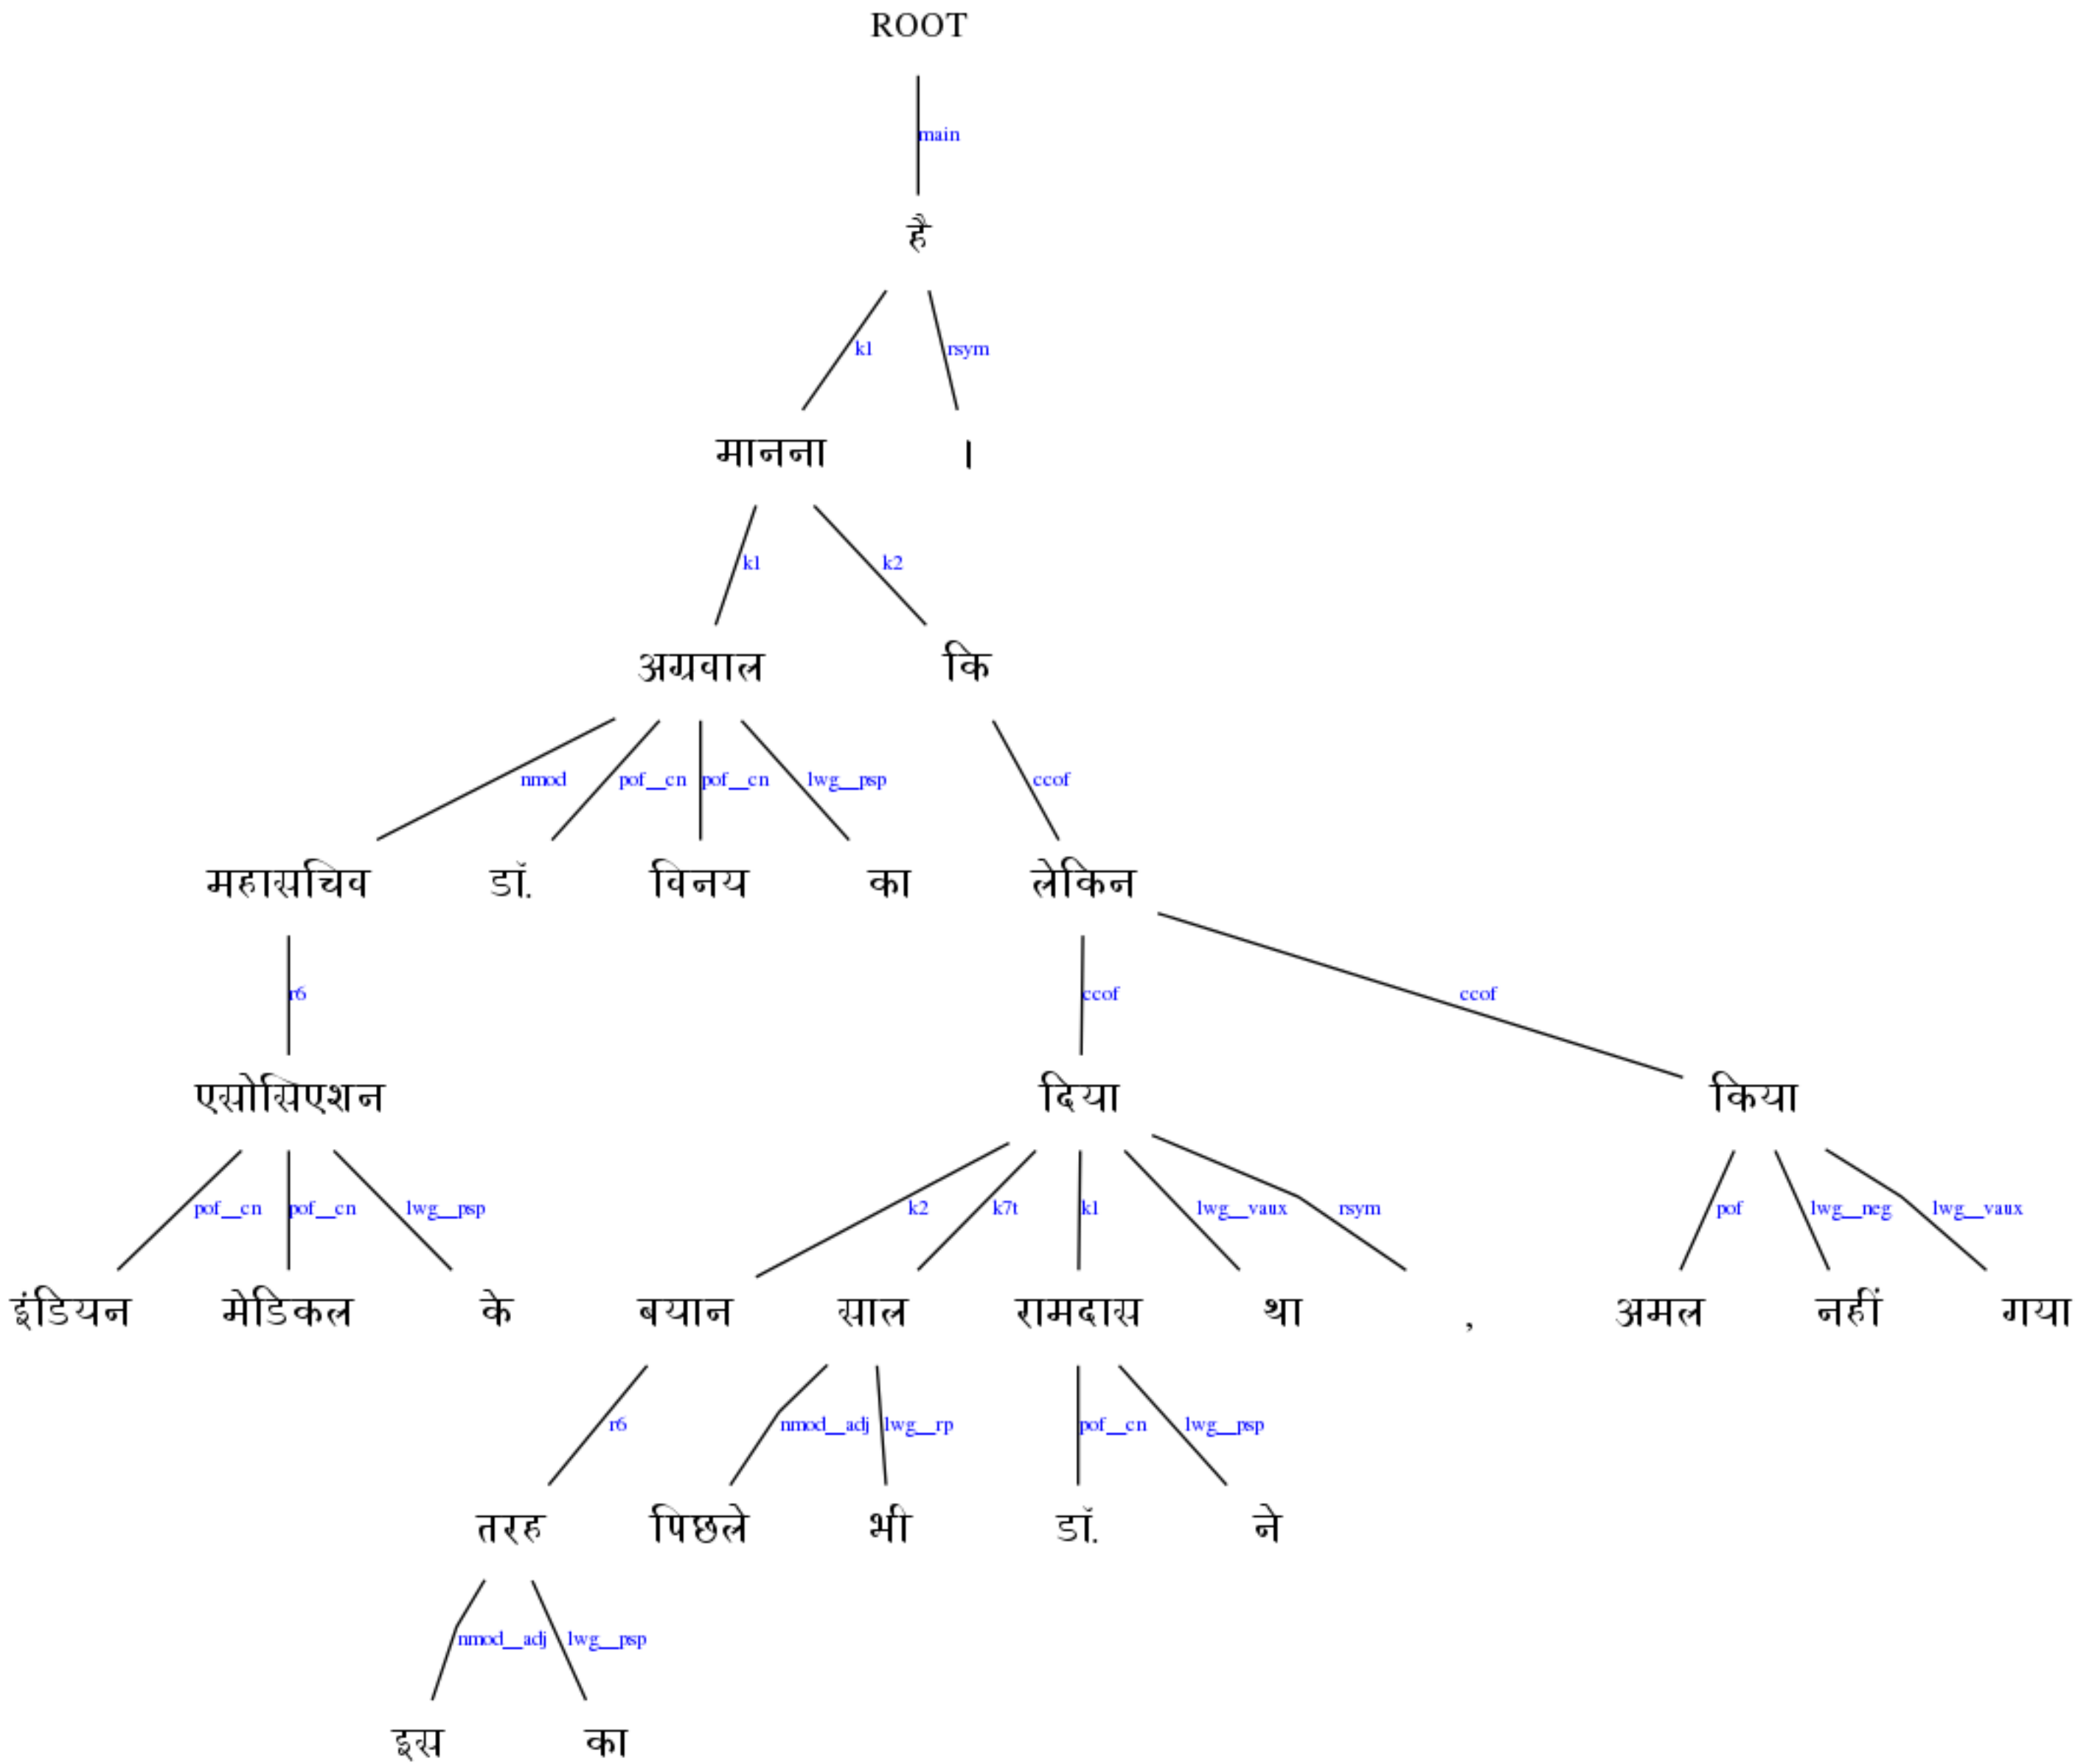 ROOT
main
है
k1 rsym
मानना ।
k1 k2
अग्रवाल कि
nmod pof__cn pof__cn lwg__psp ccof
महासचिव डॉ. विनय का लेकिन
r6 ccof ccof
एसोसिएशन दिया किया
pof__cn pof__cn lwg__psp k2 k7t k1 lwg__vaux rsym pof lwg__neg lwg__vaux
इंडियन मेडिकल के बयान साल रामदास था , अमल नहीं गया
r6 nmod__adj lwg__rp pof__cn lwg__psp
तरह पिछले भी डॉ. ने
nmod__adj lwg__psp
इस का